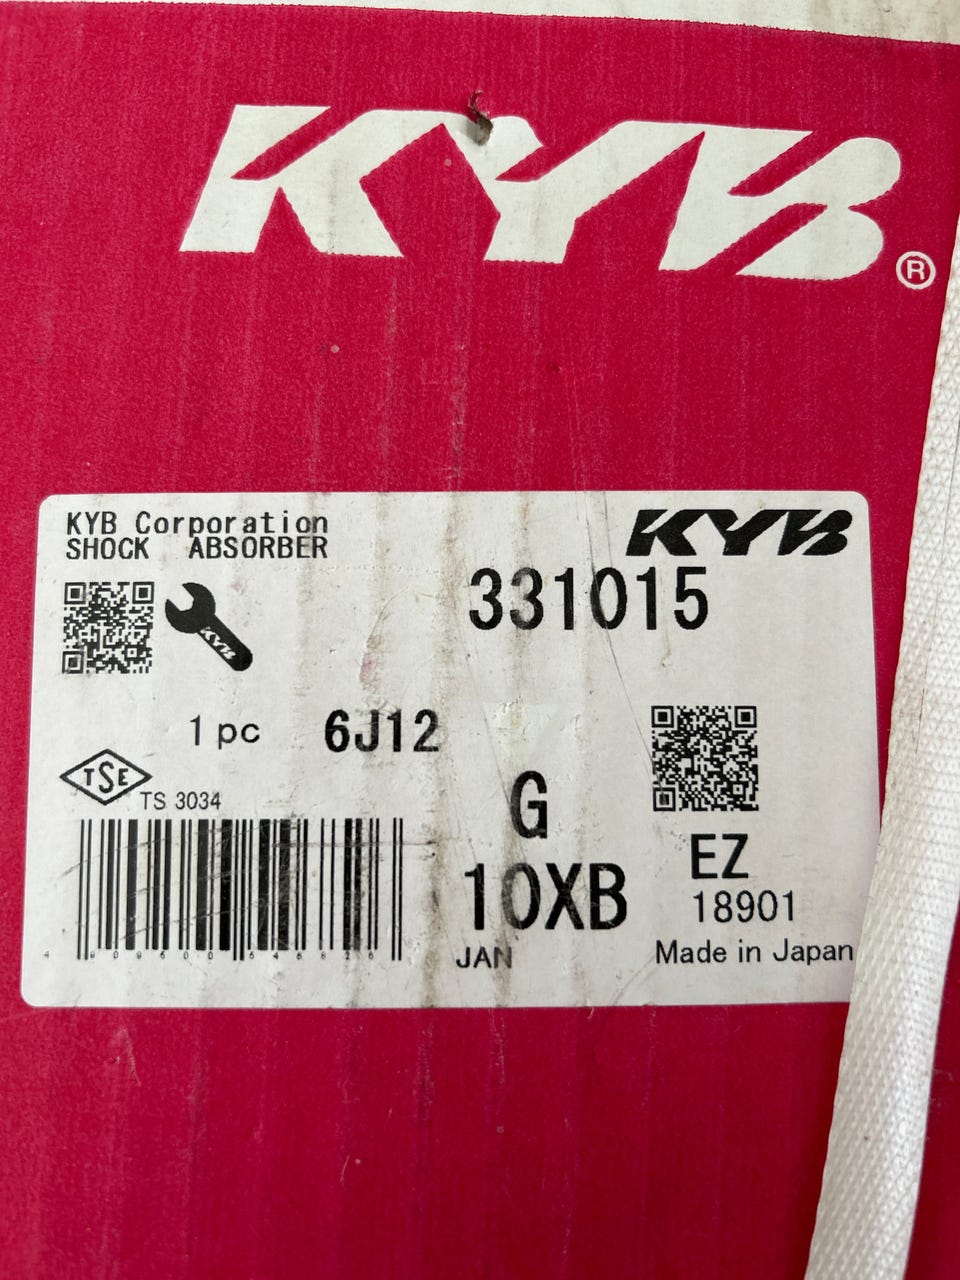 KYB®
KYB Corporation
SHOCK ABSORBER
KYB
KYB
331015
1 pc
6J12
TSE
TS 3034
G
10XB
EZ
18901
JAN
Made in Japan